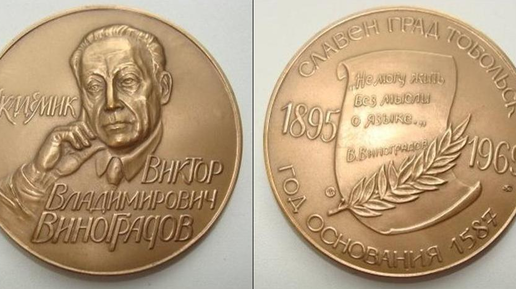 Академик
Виктор
Владимирович
Виноградов
СЛАВЕН ГРАД ТОБОЛЬСК
„Не могу жить
без мысли
о языке..."
В. Виноградов
1895
1969
ГОД ОСНОВАНИЯ 1587